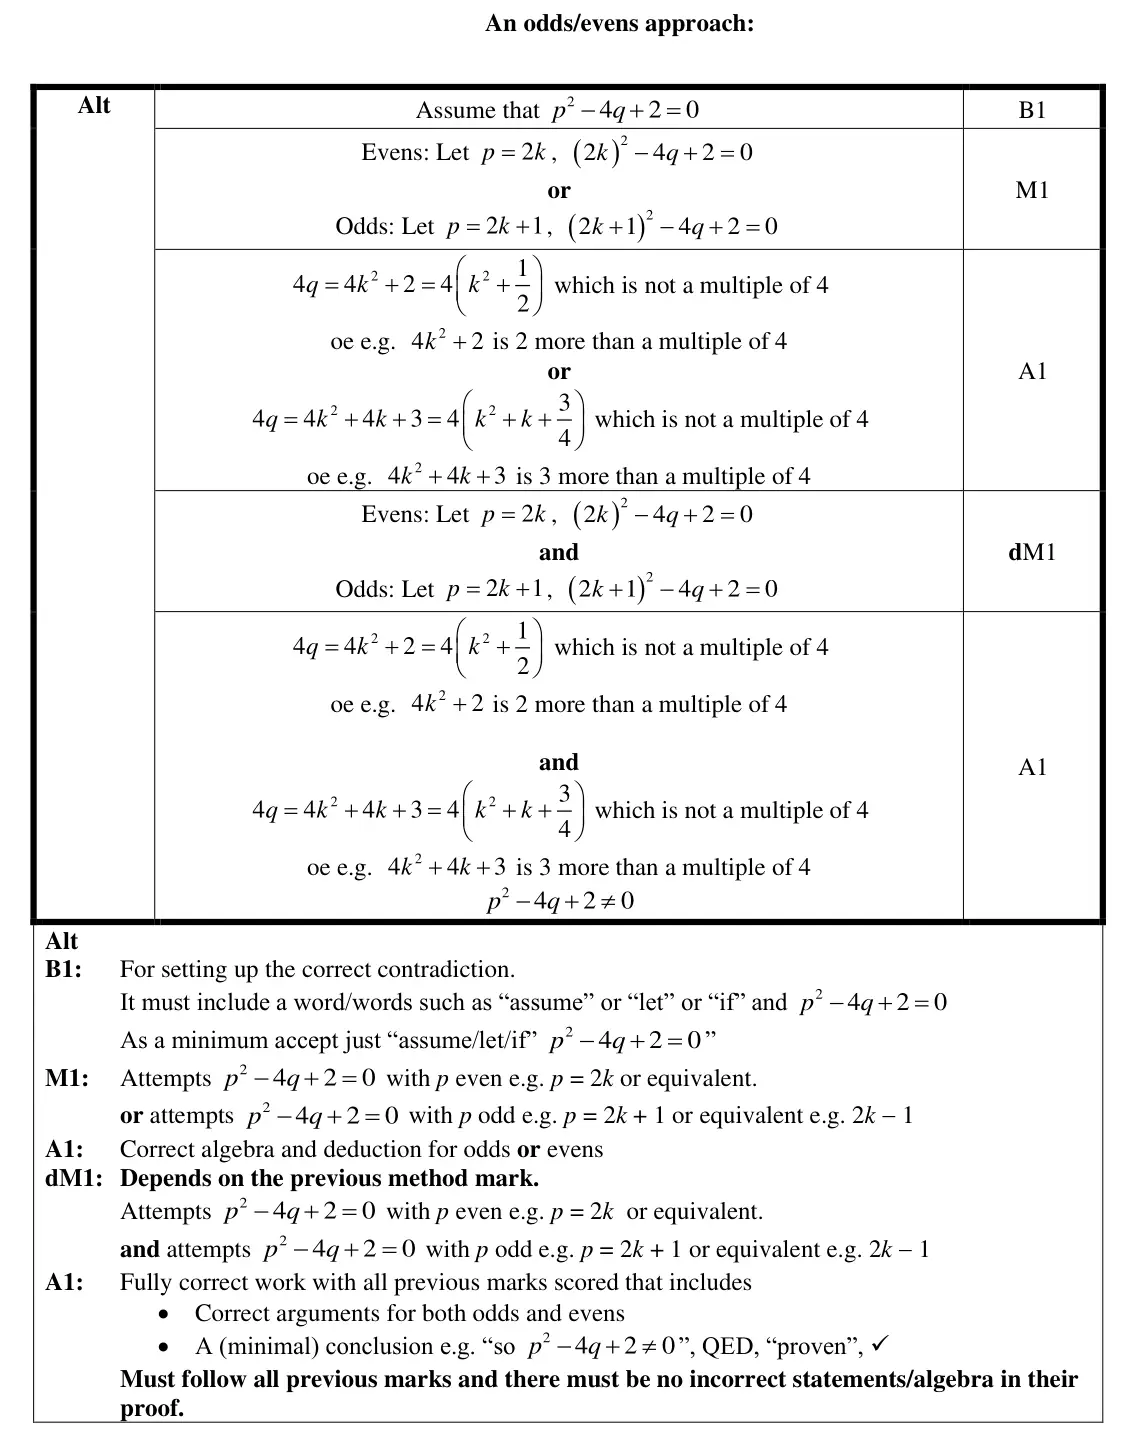 An odds/evens approach:
Alt
Assume that p² − 4q + 2 = 0
B1
Evens: Let p = 2k , (2k)² − 4q + 2 = 0
or
Odds: Let p = 2k +1, (2k +1)² − 4q + 2 = 0
M1
4q = 4k² + 2 = 4(k² + 1/2) which is not a multiple of 4
oe e.g. 4k² + 2 is 2 more than a multiple of 4
or
4q = 4k² + 4k + 3 = 4(k² + k + 3/4) which is not a multiple of 4
oe e.g. 4k² + 4k + 3 is 3 more than a multiple of 4
A1
Evens: Let p = 2k , (2k)² − 4q + 2 = 0
and
Odds: Let p = 2k +1, (2k +1)² − 4q + 2 = 0
dM1
4q = 4k² + 2 = 4(k² + 1/2) which is not a multiple of 4
oe e.g. 4k² + 2 is 2 more than a multiple of 4
and
4q = 4k² + 4k + 3 = 4(k² + k + 3/4) which is not a multiple of 4
oe e.g. 4k² + 4k + 3 is 3 more than a multiple of 4
p² − 4q + 2 ≠ 0
A1
Alt
B1: For setting up the correct contradiction.
It must include a word/words such as “assume” or “let” or “if” and p² − 4q + 2 = 0
As a minimum accept just “assume/let/if” p² − 4q + 2 = 0”
M1: Attempts p² − 4q + 2 = 0 with p even e.g. p = 2k or equivalent.
or attempts p² − 4q + 2 = 0 with p odd e.g. p = 2k + 1 or equivalent e.g. 2k − 1
A1: Correct algebra and deduction for odds or evens
dM1: Depends on the previous method mark.
Attempts p² − 4q + 2 = 0 with p even e.g. p = 2k or equivalent.
and attempts p² − 4q + 2 = 0 with p odd e.g. p = 2k + 1 or equivalent e.g. 2k − 1
A1: Fully correct work with all previous marks scored that includes
• Correct arguments for both odds and evens
• A (minimal) conclusion e.g. “so p² − 4q + 2 ≠ 0”, QED, “proven”, ✓
Must follow all previous marks and there must be no incorrect statements/algebra in their
proof.